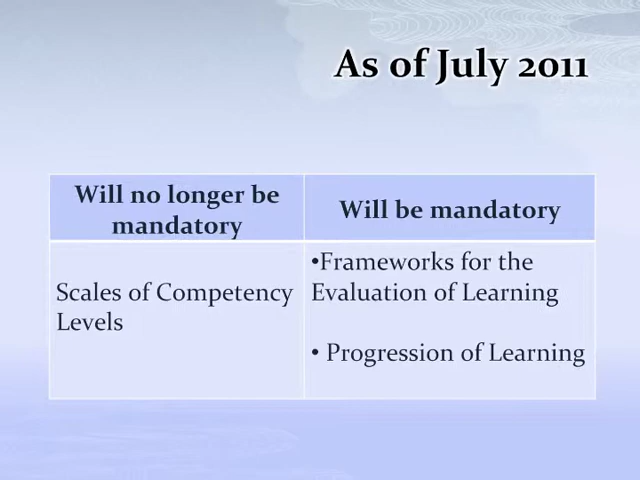 As of July 2011
Will no longer be
mandatory
Will be mandatory
Scales of Competency
Levels
•Frameworks for the
Evaluation of Learning
• Progression of Learning